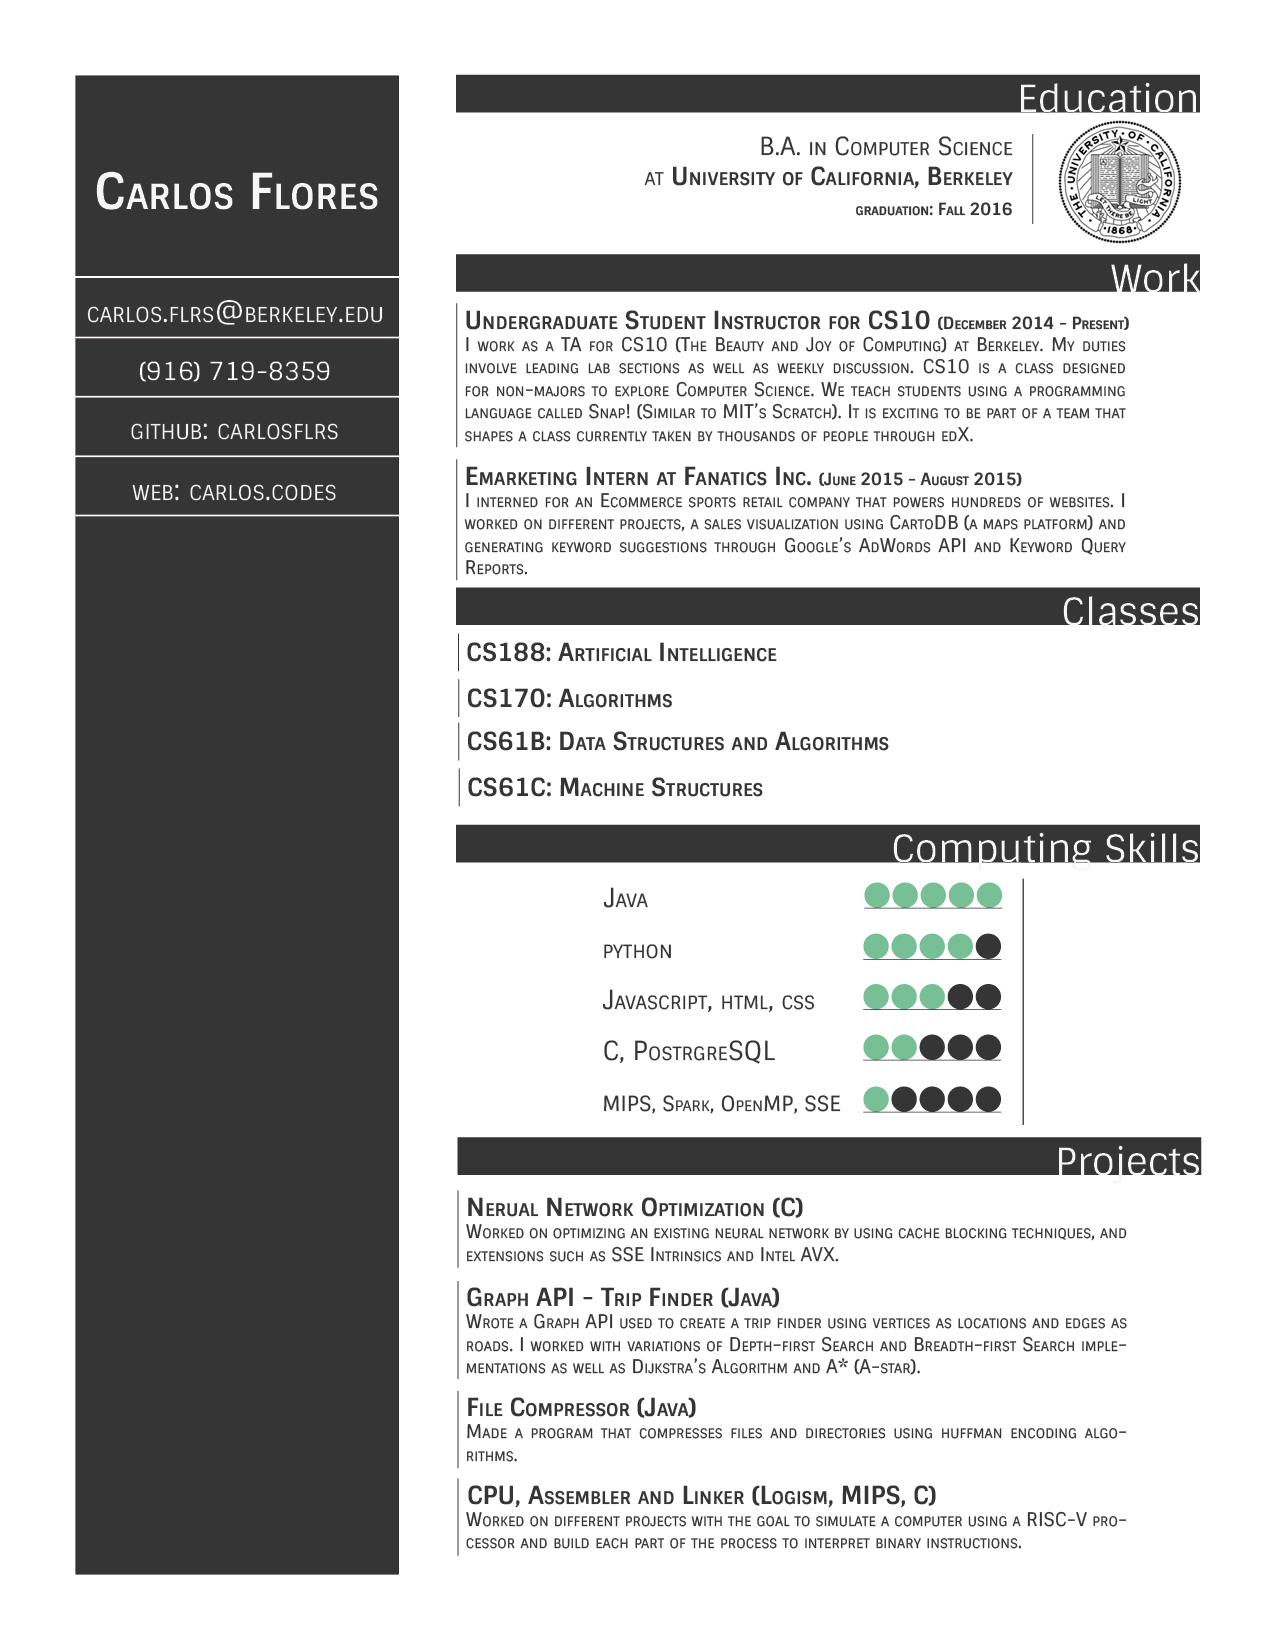 Carlos Flores
carlos.flrs@berkeley.edu
(916) 719-8359
github: carlosflrs
web: carlos.codes
Education
B.A. in Computer Science
at University of California, Berkeley
graduation: Fall 2016
THE · UNIVERSITY · OF · CALIFORNIA
LET THERE BE LIGHT
·1868·
Work
Undergraduate Student Instructor for CS10 (December 2014 - Present)
I work as a TA for CS10 (The Beauty and Joy of Computing) at Berkeley. My duties
involve leading lab sections as well as weekly discussion. CS10 is a class designed
for non-majors to explore Computer Science. We teach students using a programming
language called Snap! (Similar to MIT's Scratch). It is exciting to be part of a team that
shapes a class currently taken by thousands of people through edX.
Emarketing Intern at Fanatics Inc. (June 2015 - August 2015)
I interned for an Ecommerce sports retail company that powers hundreds of websites. I
worked on different projects, a sales visualization using CartoDB (a maps platform) and
generating keyword suggestions through Google's AdWords API and Keyword Query
Reports.
Classes
CS188: Artificial Intelligence
CS170: Algorithms
CS61B: Data Structures and Algorithms
CS61C: Machine Structures
Computing Skills
Java
python
Javascript, html, css
C, PostrgreSQL
MIPS, Spark, OpenMP, SSE
Projects
Nerual Network Optimization (C)
Worked on optimizing an existing neural network by using cache blocking techniques, and
extensions such as SSE Intrinsics and Intel AVX.
Graph API - Trip Finder (Java)
Wrote a Graph API used to create a trip finder using vertices as locations and edges as
roads. I worked with variations of Depth-first Search and Breadth-first Search imple-
mentations as well as Dijkstra's Algorithm and A* (A-star).
File Compressor (Java)
Made a program that compresses files and directories using huffman encoding algo-
rithms.
CPU, Assembler and Linker (Logism, MIPS, C)
Worked on different projects with the goal to simulate a computer using a RISC-V pro-
cessor and build each part of the process to interpret binary instructions.